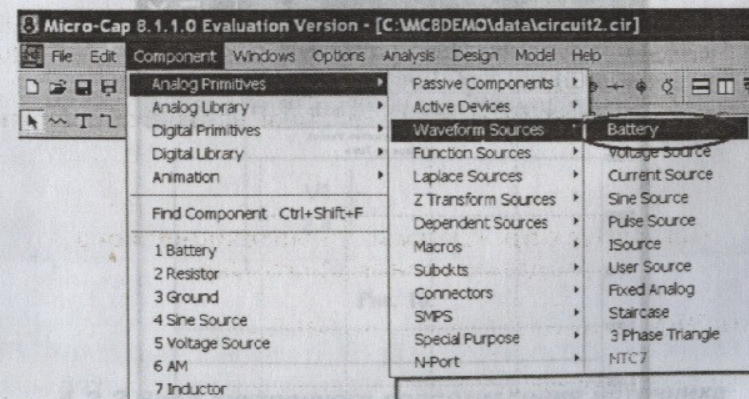 Micro-Cap 8.1.1.0 Evaluation Version - [C:\MC8DEMO\data\circuit2.cir]
File Edit Component Windows Options Analysis Design Model Help
Analog Primitives
Analog Library
Digital Primitives
Digital Library
Animation
Find Component Ctrl+Shift+F
1 Battery
2 Resistor
3 Ground
4 Sine Source
5 Voltage Source
6 AM
7 Inductor
Passive Components
Active Devices
Waveform Sources
Function Sources
Laplace Sources
Z Transform Sources
Dependent Sources
Macros
Subckts
Connectors
SMPS
Special Purpose
N-Port
Battery
Voltage Source
Current Source
Sine Source
Pulse Source
ISource
User Source
Fixed Analog
Staircase
3 Phase Triangle